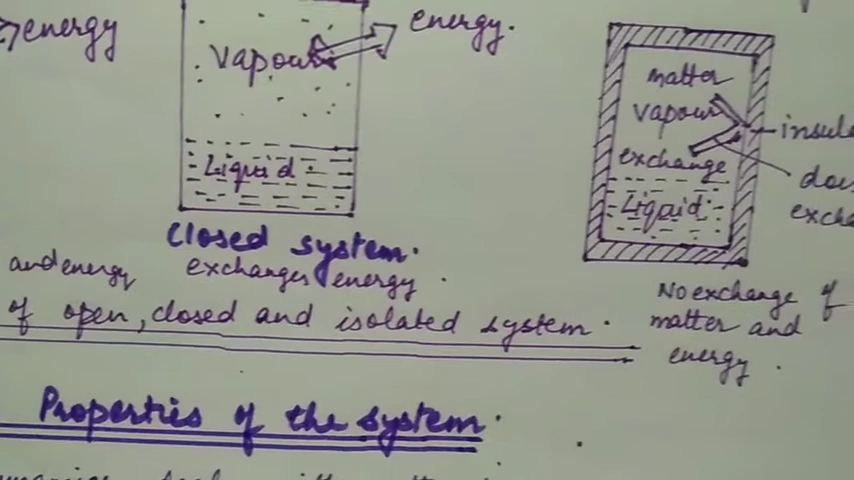 energy
energy.
vapour
Liquid
matter
vapour
exchange
Liquid
Closed system.
and energy exchanges energy.
No exchange of
matter and
energy.
of open, closed and isolated system.
Properties of the system.